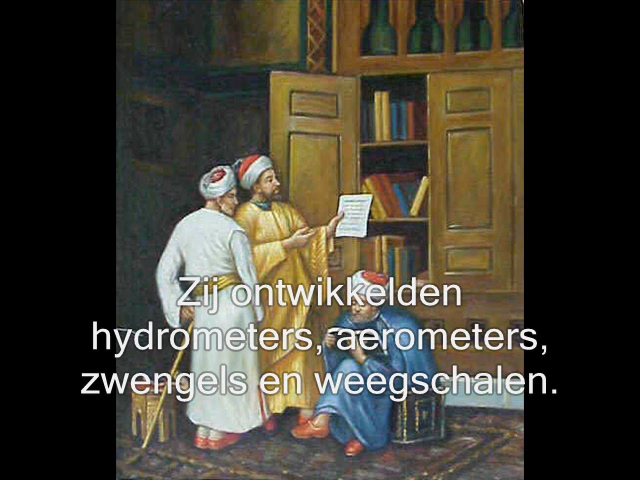 Zij ontwikkelden
hydrometers, aerometers,
zwengels en weegschalen.